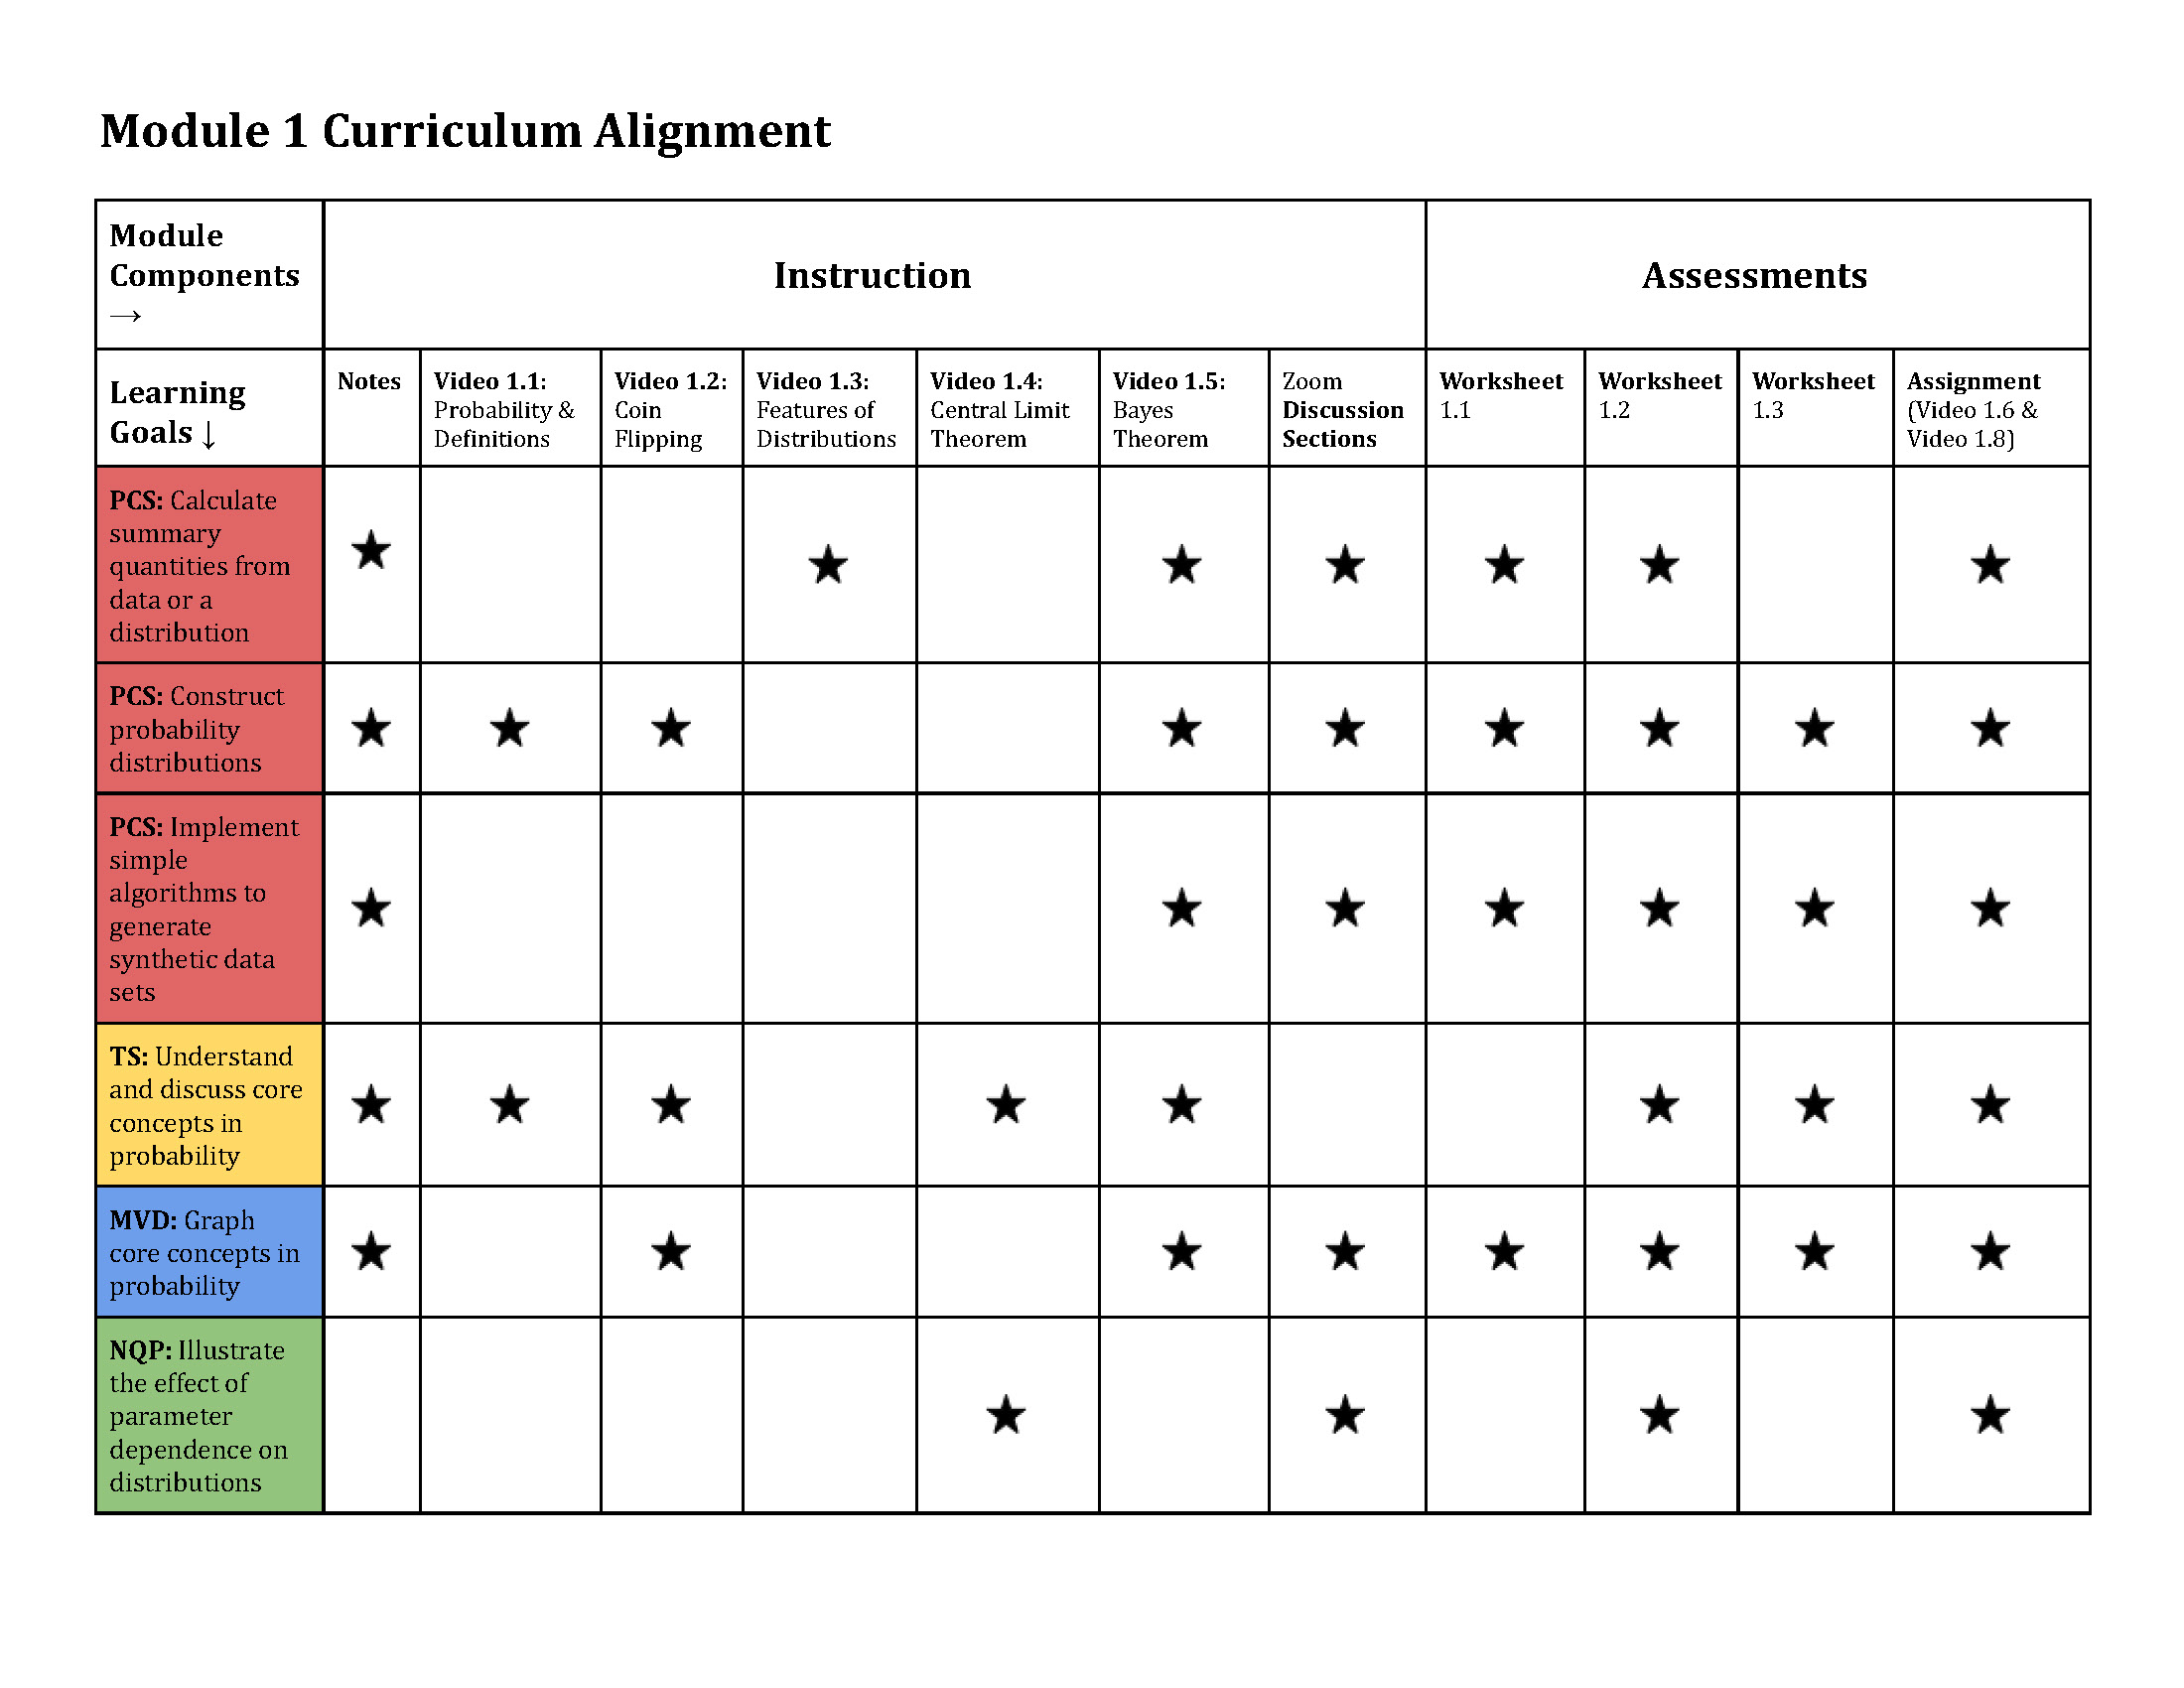 Module 1 Curriculum Alignment
Module
Components
→
Instruction
Assessments
Learning
Goals ↓
Notes
Video 1.1:
Probability &
Definitions
Video 1.2:
Coin
Flipping
Video 1.3:
Features of
Distributions
Video 1.4:
Central Limit
Theorem
Video 1.5:
Bayes
Theorem
Zoom
Discussion
Sections
Worksheet
1.1
Worksheet
1.2
Worksheet
1.3
Assignment
(Video 1.6 &
Video 1.8)
PCS: Calculate
summary
quantities from
data or a
distribution
★ ★ ★ ★ ★ ★ ★
PCS: Construct
probability
distributions
★ ★ ★ ★ ★ ★ ★ ★ ★
PCS: Implement
simple
algorithms to
generate
synthetic data
sets
★ ★ ★ ★ ★ ★ ★
TS: Understand
and discuss core
concepts in
probability
★ ★ ★ ★ ★ ★ ★ ★
MVD: Graph
core concepts in
probability
★ ★ ★ ★ ★ ★ ★ ★
NQP: Illustrate
the effect of
parameter
dependence on
distributions
★ ★ ★ ★